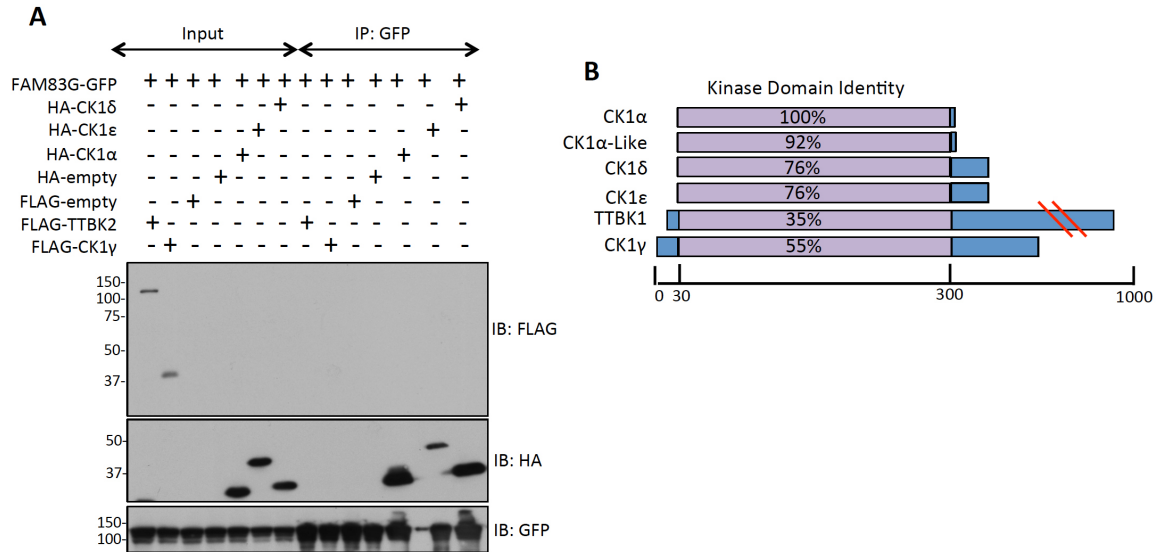 A
Input IP: GFP
FAM83G-GFP + + + + + + + + + + + + + +
HA-CK1δ - - - - - - + - - - - - - +
HA-CK1ε - - - - - + - - - - - - + -
HA-CK1α - - - - + - - - - - - + - -
HA-empty - - - + - - - - - - + - - -
FLAG-empty - - + - - - - - - + - - - -
FLAG-TTBK2 + - - - - - - + - - - - - -
FLAG-CK1γ - + - - - - - - + - - - - -
150-
100-
75-
50-
37-
IB: FLAG
50-
37-
IB: HA
150-
100-
IB: GFP
B
Kinase Domain Identity
CK1α 100%
CK1α-Like 92%
CK1δ 76%
CK1ε 76%
TTBK1 35%
CK1γ 55%
0 30 300 1000